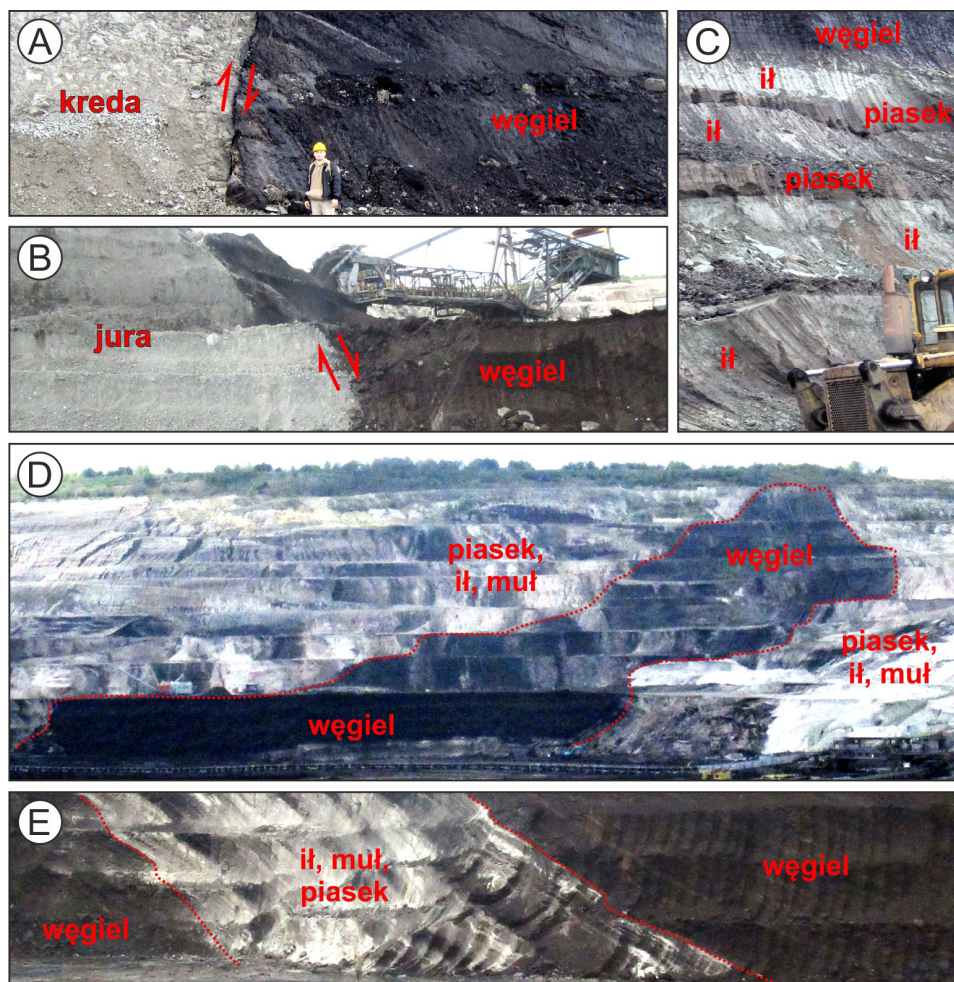 A
kreda
węgiel
B
jura
węgiel
C
węgiel
ił
piasek
ił
piasek
ił
ił
D
piasek,
ił, muł
węgiel
piasek,
ił, muł
węgiel
E
ił, muł,
piasek
węgiel
węgiel